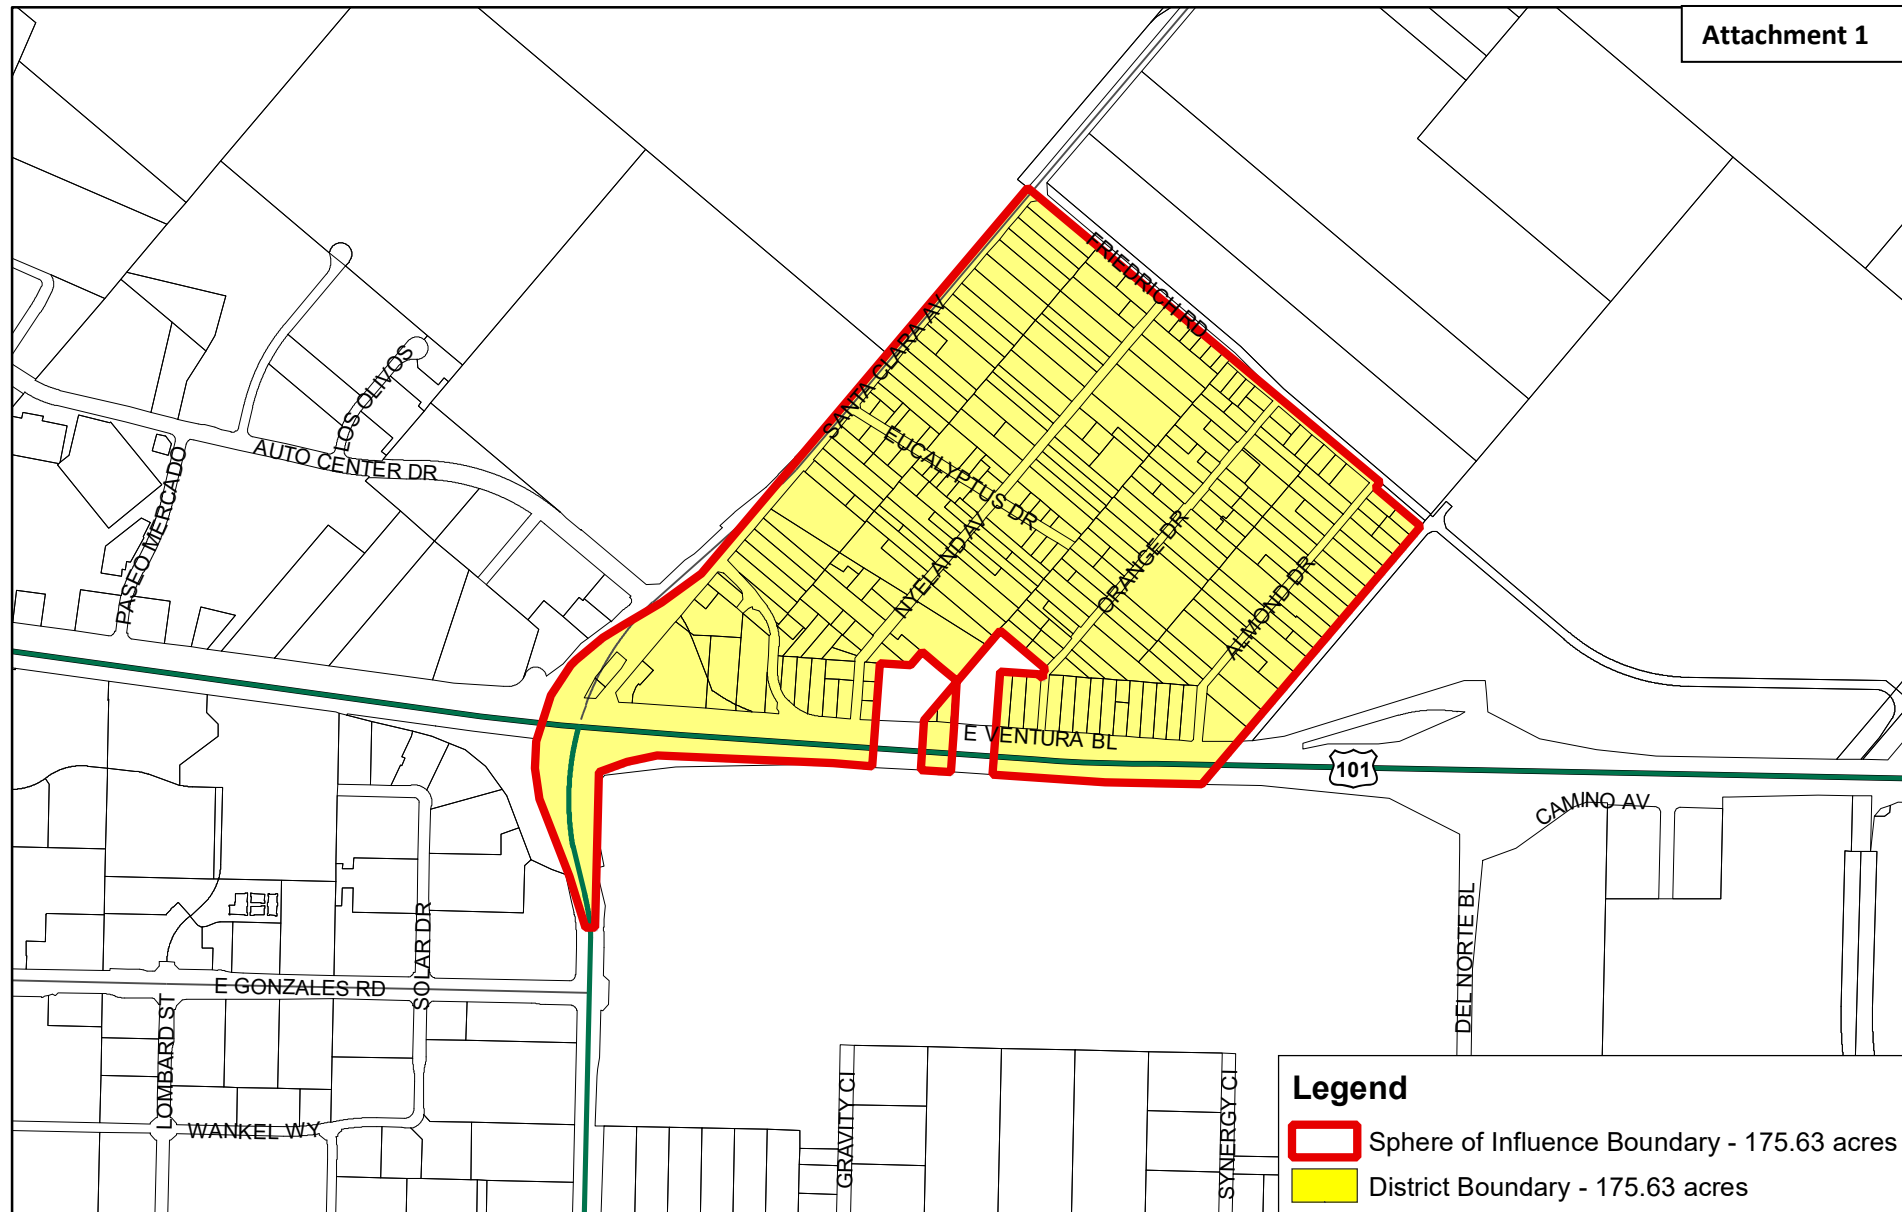 Attachment 1
FRIEDRICH RD
SANTA CLARA AV
LOS OLIVOS
AUTO CENTER DR
EUCALYPTUS DR
PASEO MERCADO
NYELAND AV
ORANGE DR
ALMOND DR
E VENTURA BL
101
CAMINO AV
DEL NORTE BL
SOLAR DR
E GONZALES RD
LOMBARD ST
WANKEL WY
GRAVITY CI
SYNERGY CI
Legend
Sphere of Influence Boundary - 175.63 acres
District Boundary - 175.63 acres